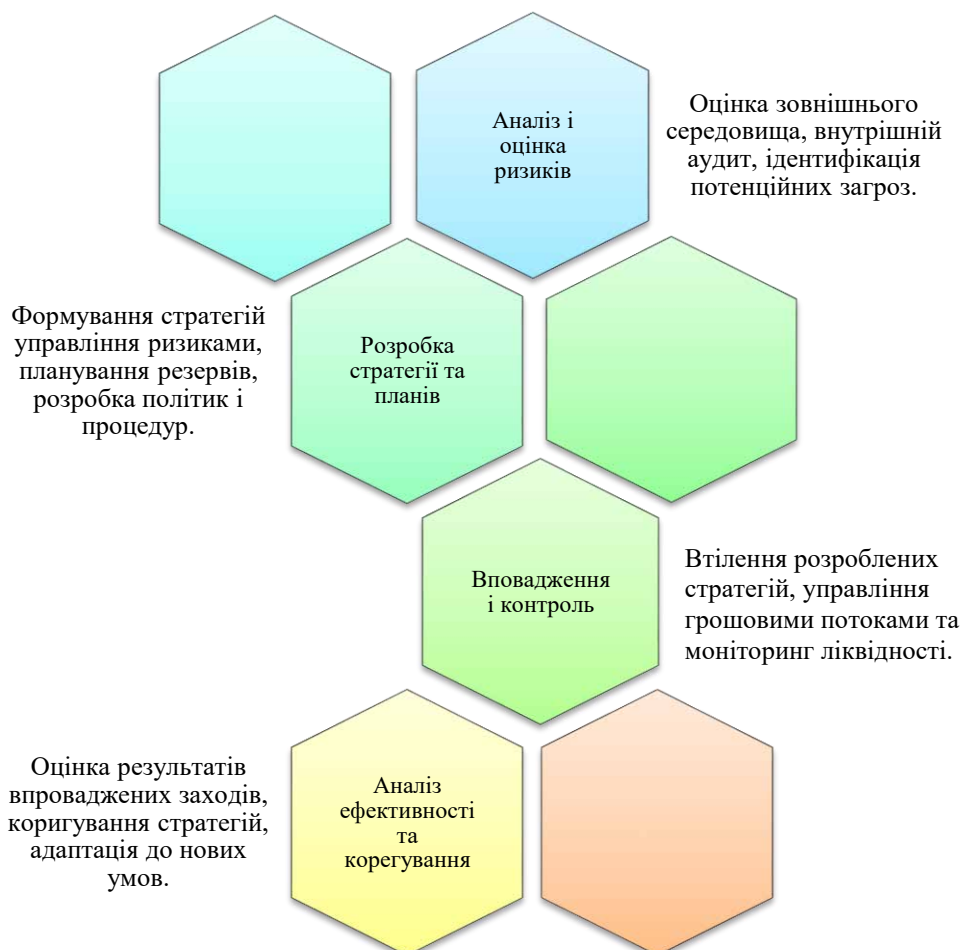 Аналіз і
оцінка
ризиків
Оцінка зовнішнього
середовища, внутрішній
аудит, ідентифікація
потенційних загроз.
Формування стратегій
управління ризиками,
планування резервів,
розробка політик і
процедур.
Розробка
стратегії та
планів
Вповадження
і контроль
Втілення розроблених
стратегій, управління
грошовими потоками та
моніторинг ліквідності.
Оцінка результатів
впроваджених заходів,
коригування стратегій,
адаптація до нових
умов.
Аналіз
ефективності
та
корегування